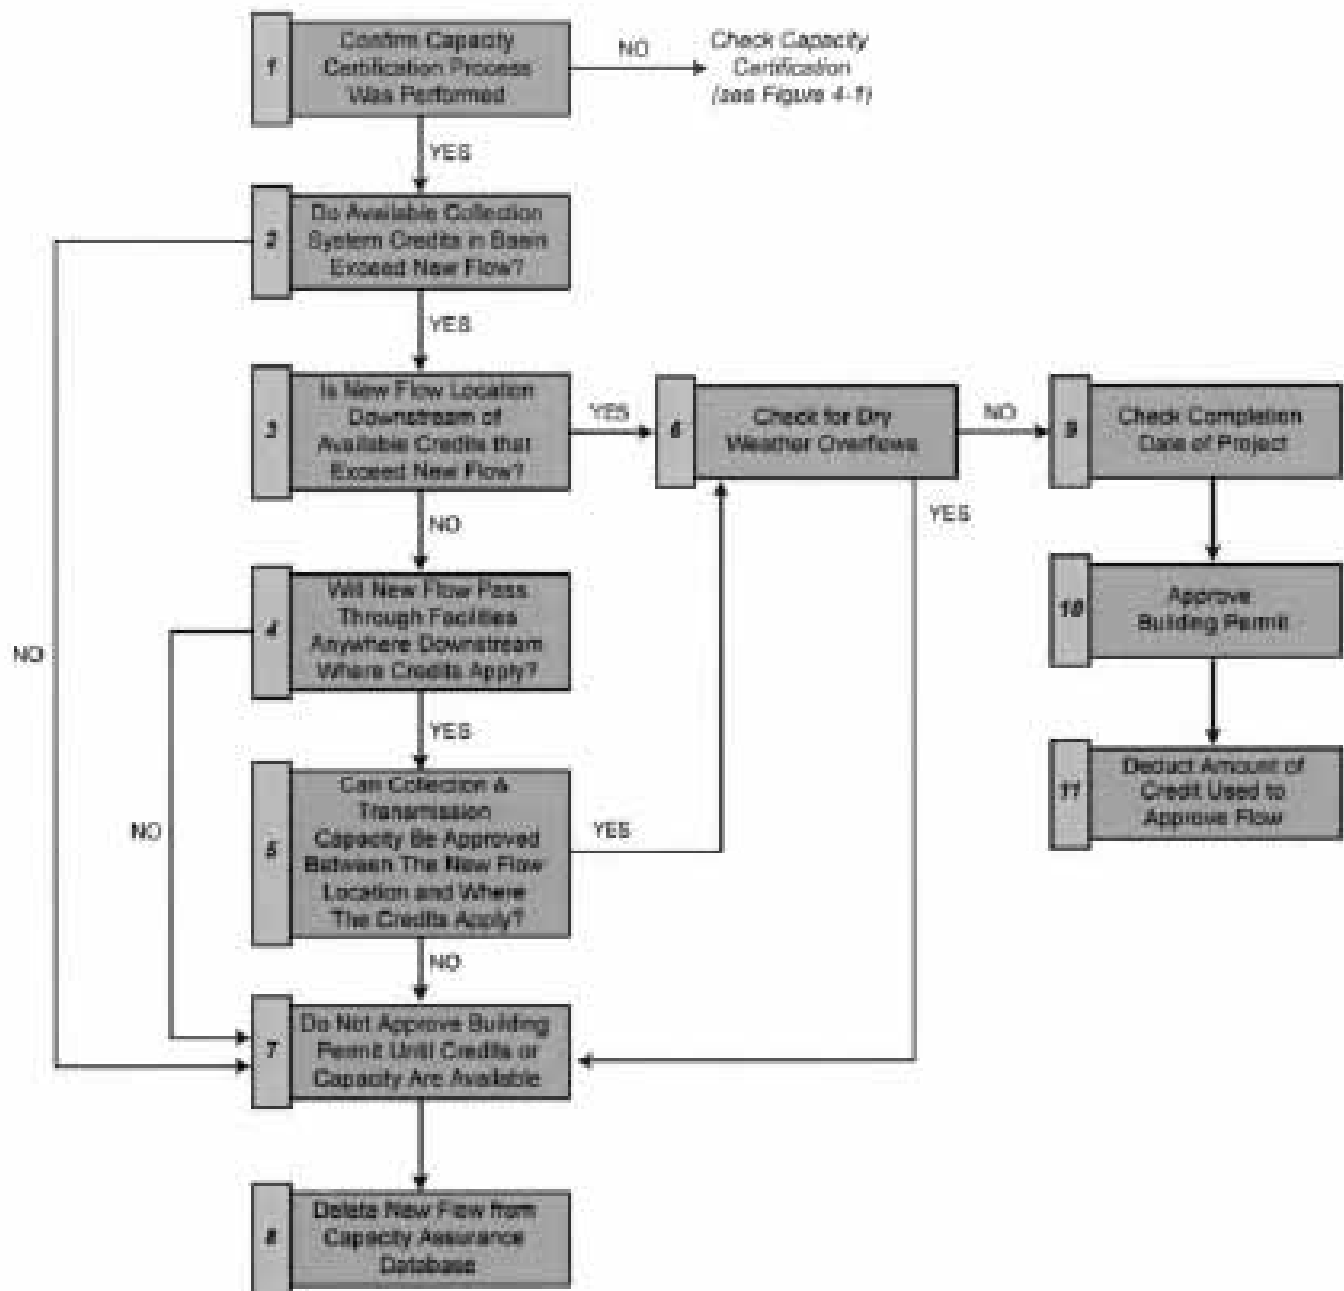 1
Confirm Capacity
Certification Process
Was Performed
NO
Check Capacity
Certification
(see Figure 4-1)
YES
2
Do Available Collection
System Credits in Basin
Exceed New Flow?
YES
3
Is New Flow Location
Downstream of
Available Credits that
Exceed New Flow?
YES
6
Check for Dry
Weather Overflows
NO
9
Check Completion
Date of Project
YES
NO
4
Will New Flow Pass
Through Facilities
Anywhere Downstream
Where Credits Apply?
10
Approve
Building Permit
NO
YES
5
Can Collection &
Transmission
Capacity Be Approved
Between The New Flow
Location and Where
The Credits Apply?
NO
YES
11
Deduct Amount of
Credit Used to
Approve Flow
NO
7
Do Not Approve Building
Permit Until Credits or
Capacity Are Available
8
Delete New Flow from
Capacity Assurance
Database